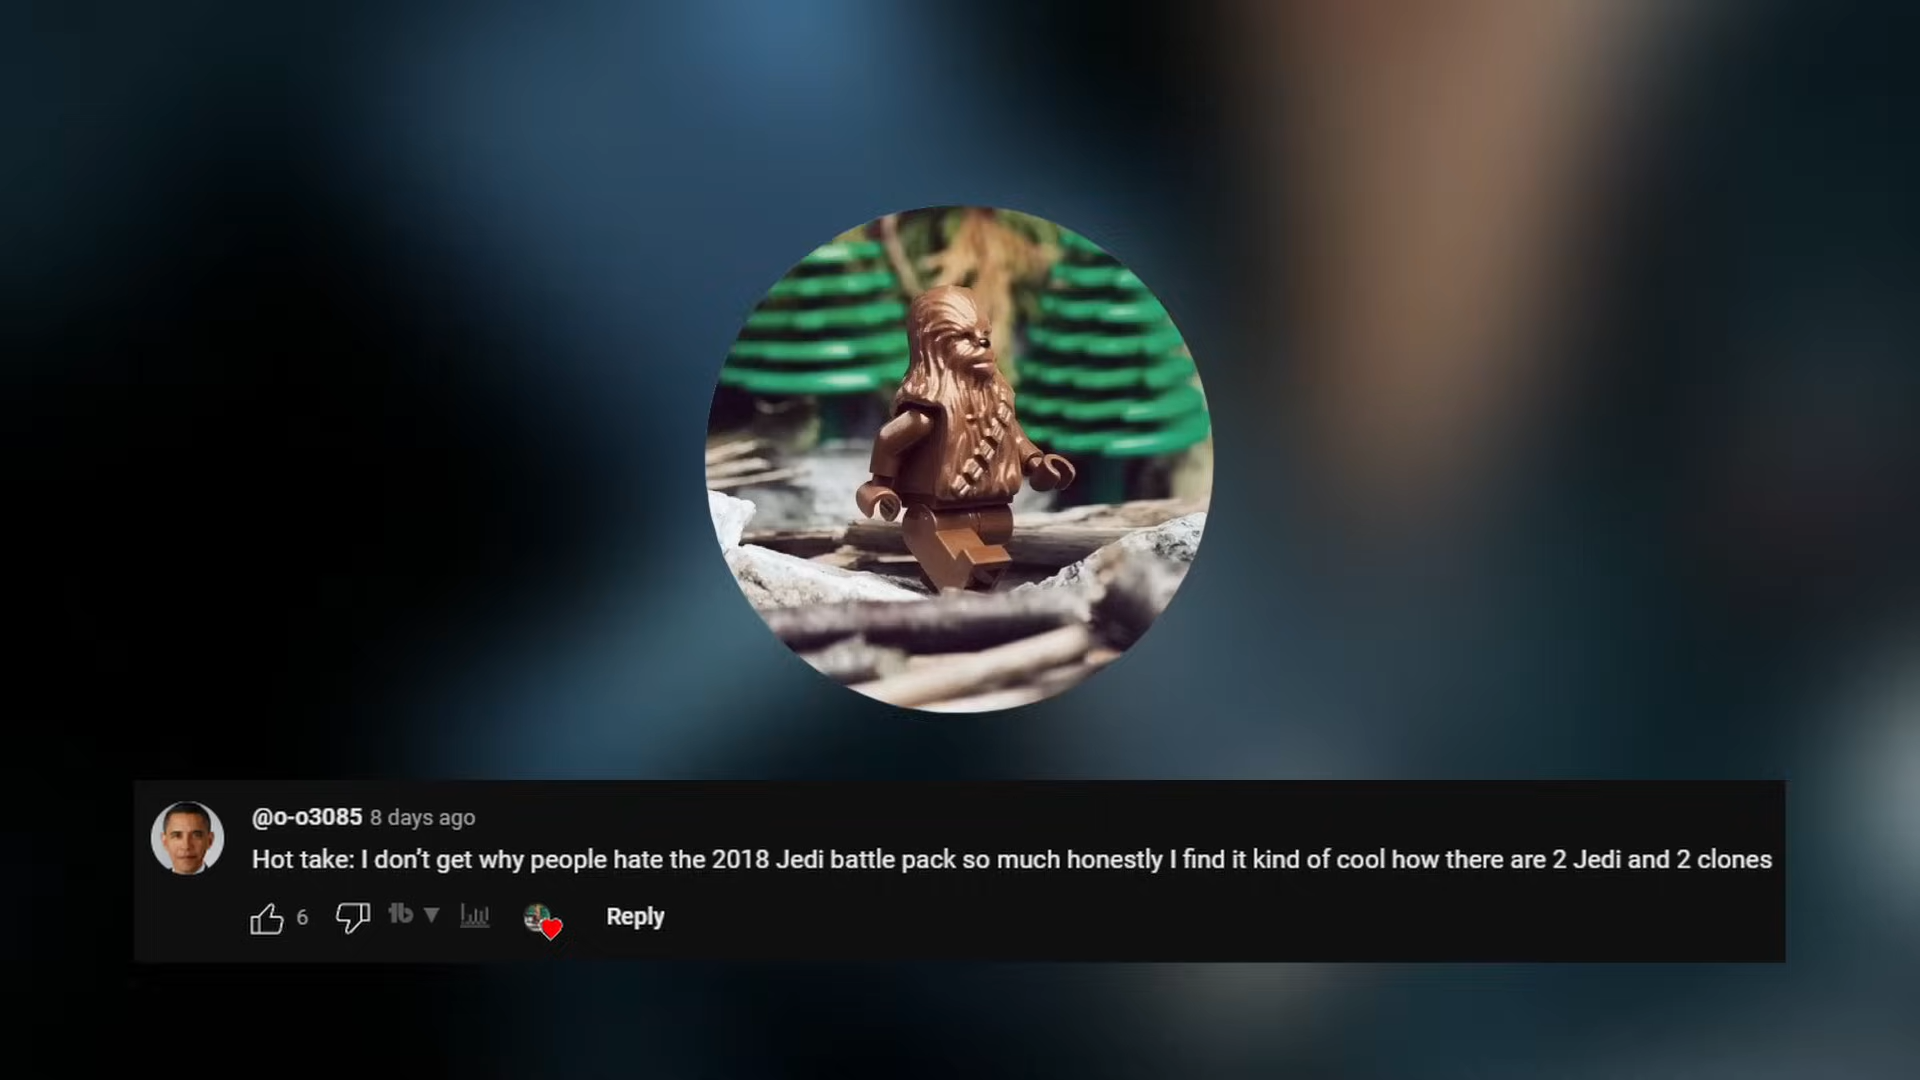 @o-o3085 8 days ago
Hot take: I don't get why people hate the 2018 Jedi battle pack so much honestly I find it kind of cool how there are 2 Jedi and 2 clones
6 Reply